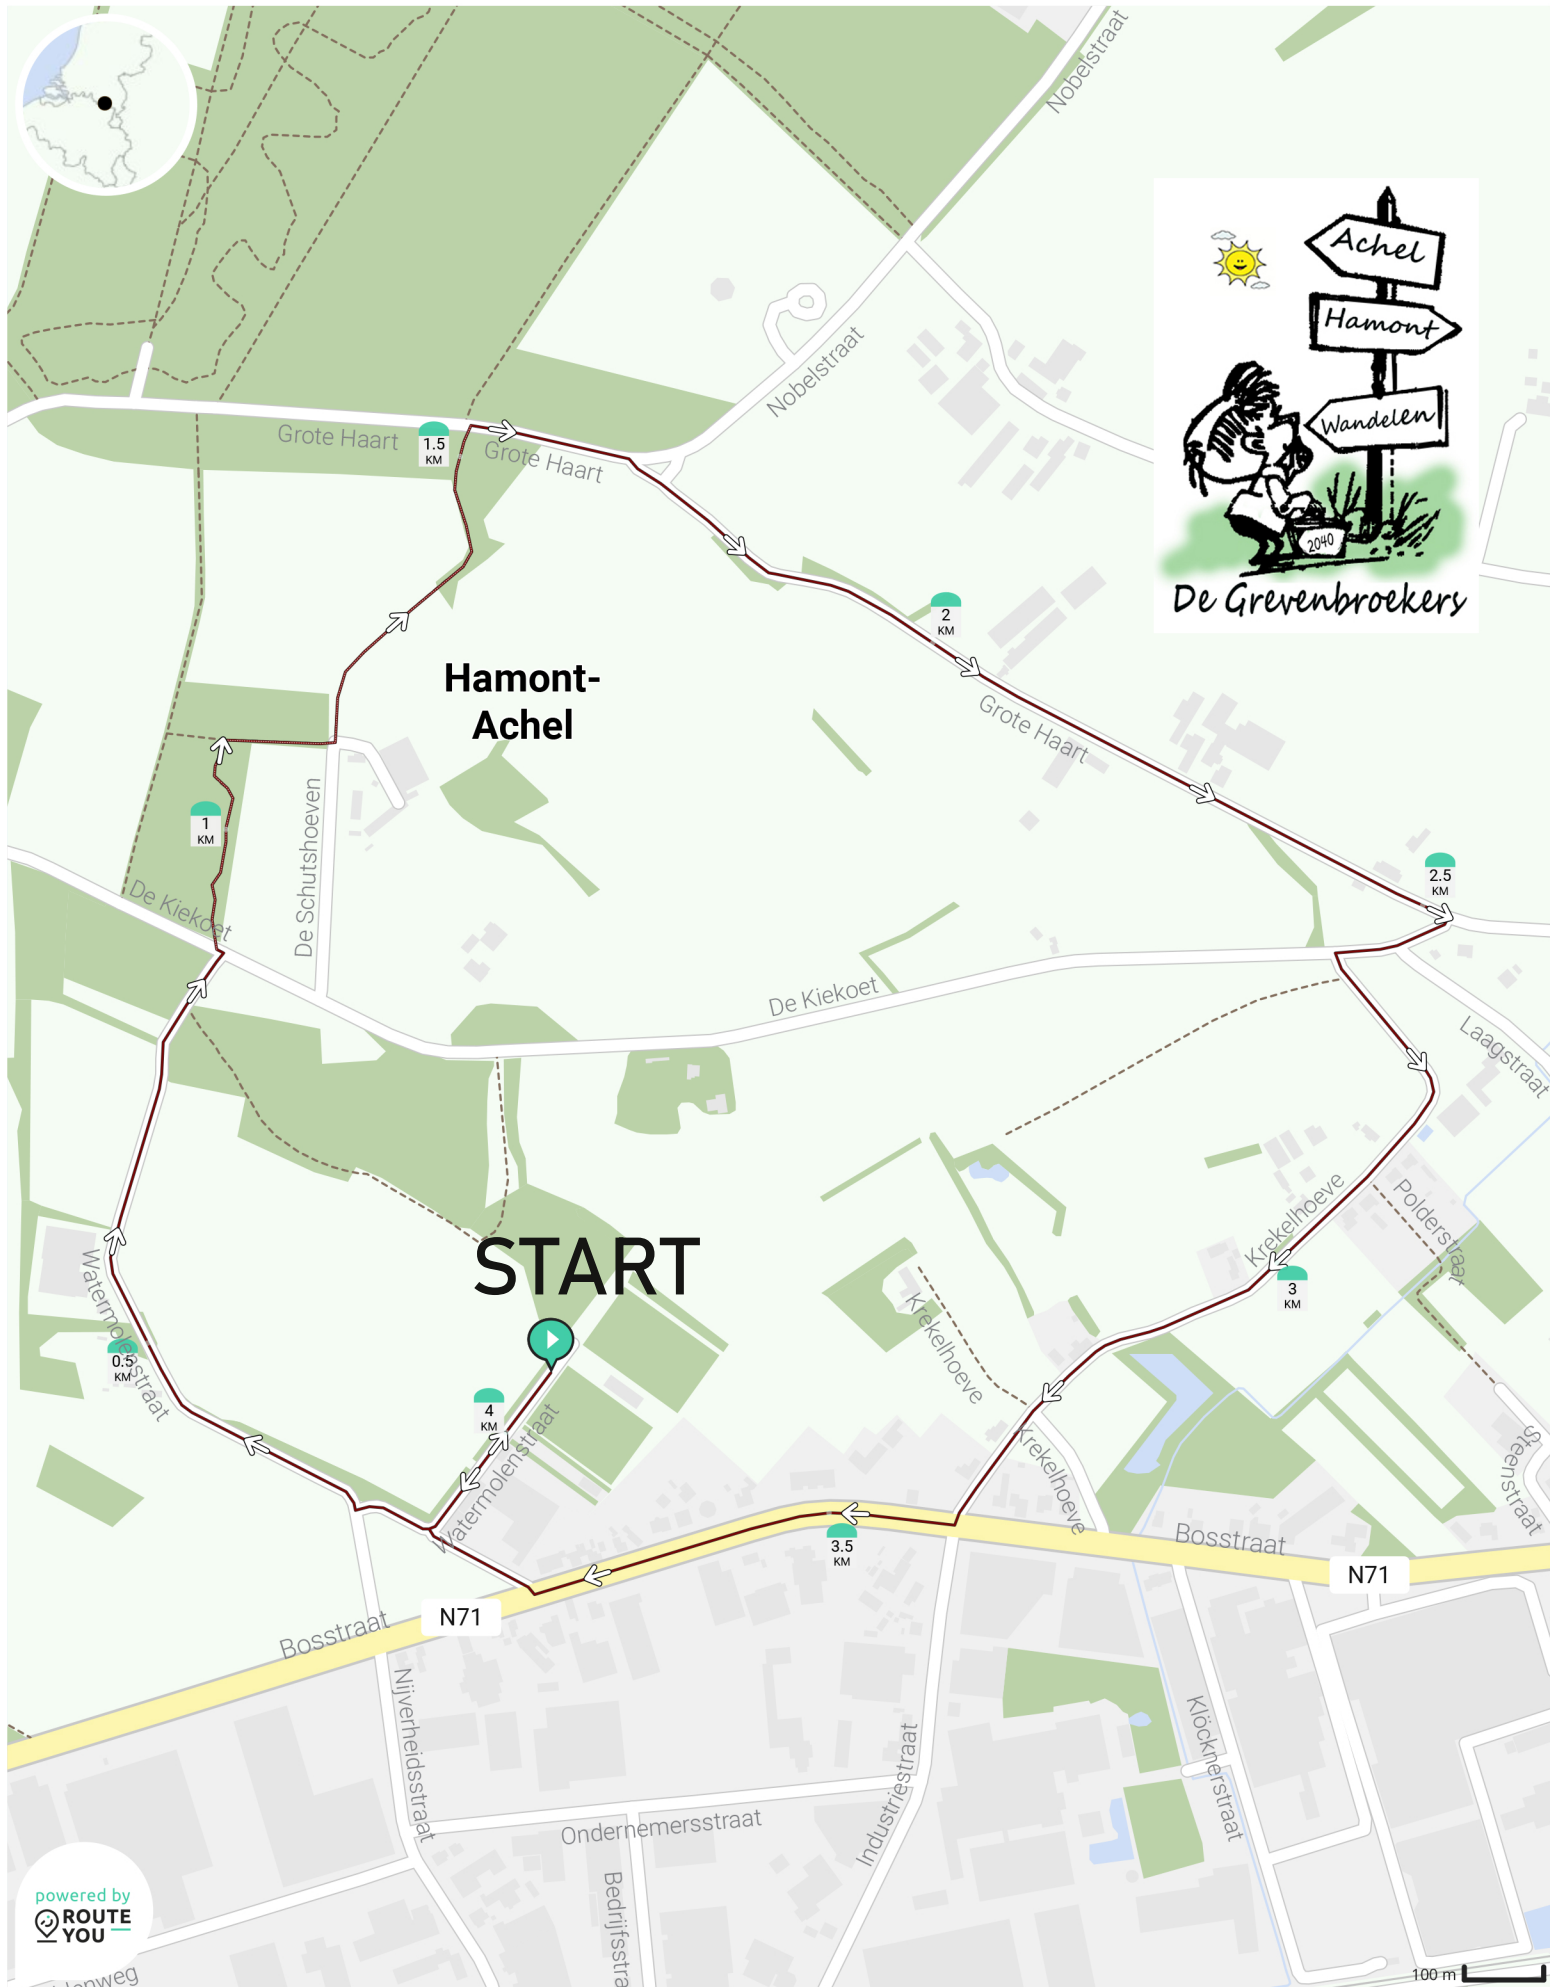 Nobelstraat
Achel
Hamont
Wandelen
2040
De Grevenbroekers
Nobelstraat
Grote Haart
1.5
KM
Grote Haart
2
KM
Hamont-
Achel
Grote Haart
1
KM
De Schutshoeven
2.5
KM
De Kiekoet
De Kiekoet
Laagstraat
Krekelhoeve
Polderstraat
START
Watermolenstraat
3
KM
0.5
KM
Krekelhoeve
4
KM
Watermolenstraat
Krekelhoeve
Steenstraat
3.5
KM
Bosstraat
N71
N71
Bosstraat
Nijverheidsstraat
Klöcknerstraat
Industriestraat
Ondernemersstraat
Bedrijfsstra
powered by
ROUTE
YOU
100 m